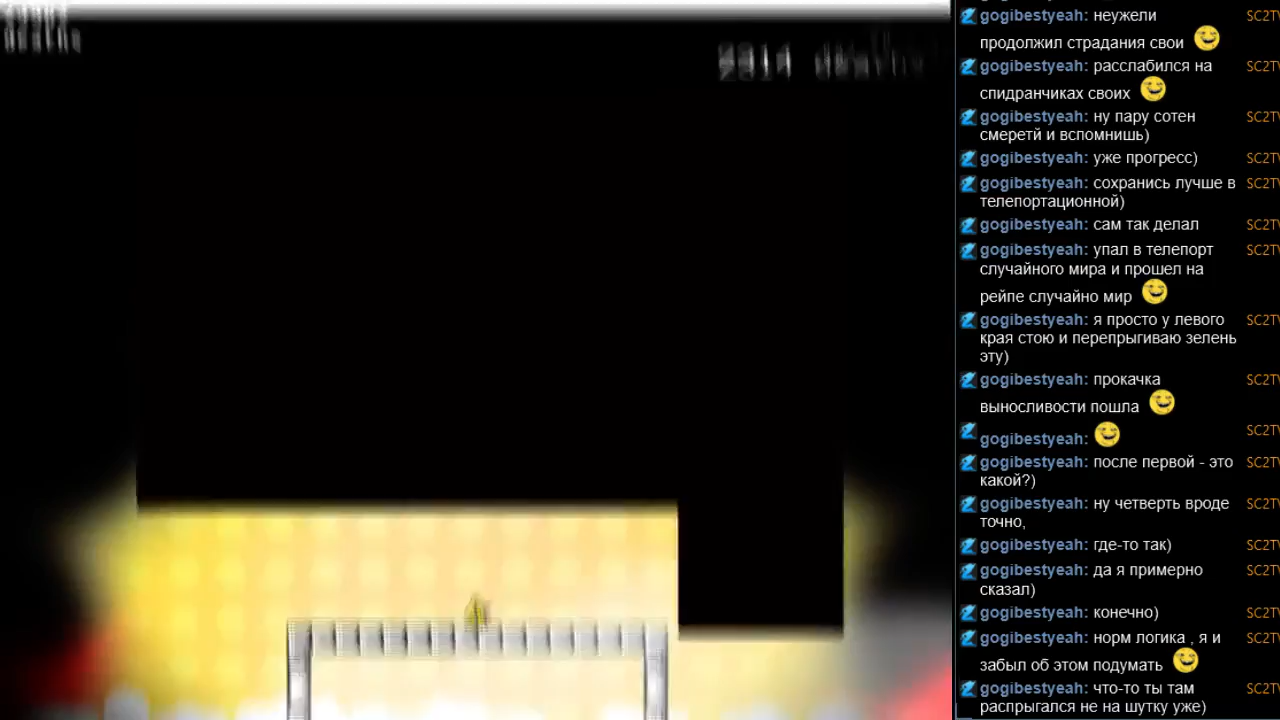 gogibestyeah: неужели
продолжил страдания свои
gogibestyeah: расслабился на
спидранчиках своих
gogibestyeah: ну пару сотен
смеретй и вспомнишь)
gogibestyeah: уже прогресс)
gogibestyeah: сохранись лучше в
телепортационной)
gogibestyeah: сам так делал
gogibestyeah: упал в телепорт
случайного мира и прошел на
рейпе случайно мир
gogibestyeah: я просто у левого
края стою и перепрыгиваю зелень
эту)
gogibestyeah: прокачка
выносливости пошла
gogibestyeah:
gogibestyeah: после первой - это
какой?)
gogibestyeah: ну четверть вроде
точно,
gogibestyeah: где-то так)
gogibestyeah: да я примерно
сказал)
gogibestyeah: конечно)
gogibestyeah: норм логика , я и
забыл об этом подумать
gogibestyeah: что-то ты там
распрыгался не на шутку уже)